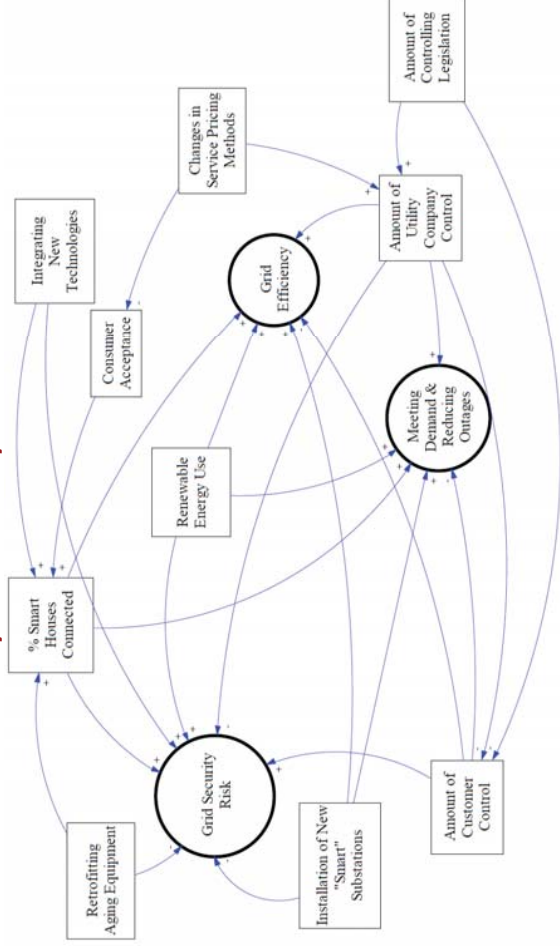 % Smart
Houses
Connected
Integrating
New
Technologies
Retrofitting
Aging Equipment
Consumer
Acceptance
Renewable
Energy Use
Changes in
Service Pricing
Methods
Grid Security
Risk
Grid
Efficiency
Installation of New
"Smart"
Substations
Amount of
Utility
Company
Control
Meeting
Demand &
Reducing
Outages
Amount of
Controlling
Legislation
Amount of
Customer
Control